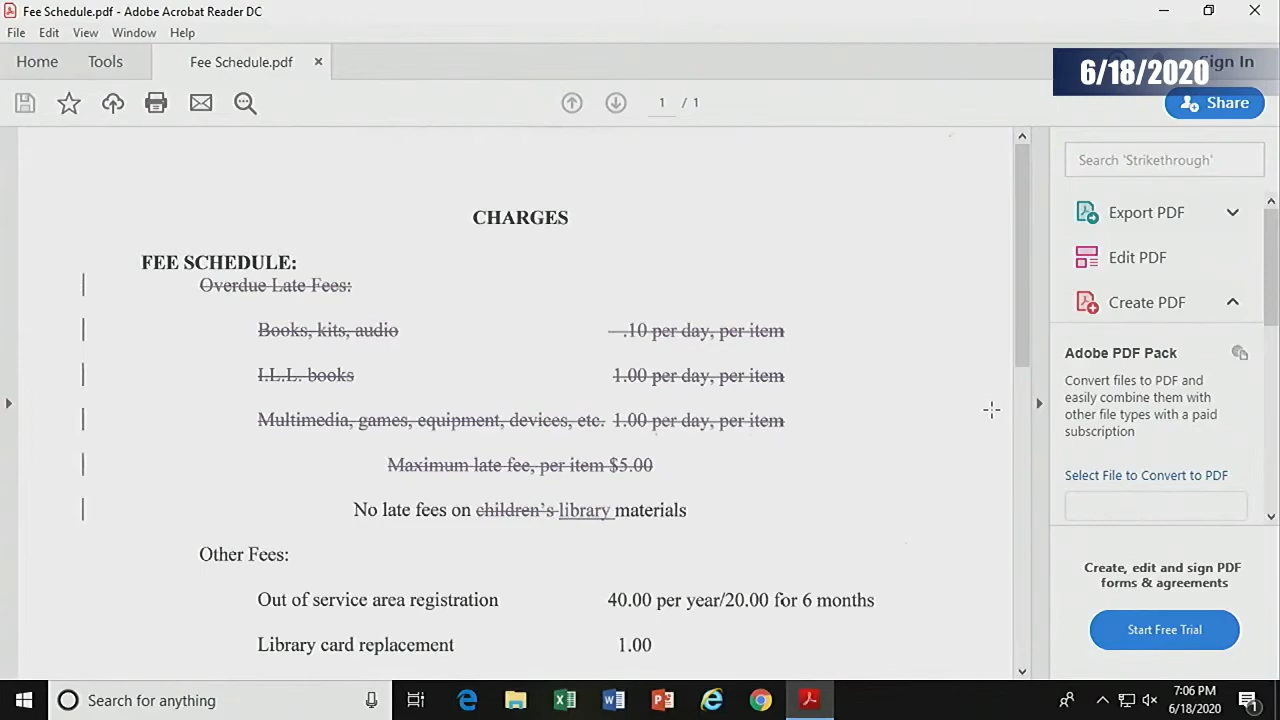 Fee Schedule.pdf - Adobe Acrobat Reader DC
File Edit View Window Help
Home Tools Fee Schedule.pdf × Sign In
6/18/2020
1 / 1 Share
Search 'Strikethrough'
Export PDF
Edit PDF
Create PDF
Adobe PDF Pack
Convert files to PDF and
easily combine them with
other file types with a paid
subscription
Select File to Convert to PDF
Create, edit and sign PDF
forms & agreements
Start Free Trial
CHARGES
FEE SCHEDULE:
Overdue Late Fees:
Books, kits, audio .10 per day, per item
I.L.L. books 1.00 per day, per item
Multimedia, games, equipment, devices, etc. 1.00 per day, per item
Maximum late fee, per item $5.00
No late fees on children's library materials
Other Fees:
Out of service area registration 40.00 per year/20.00 for 6 months
Library card replacement 1.00
Search for anything
7:06 PM
6/18/2020
1